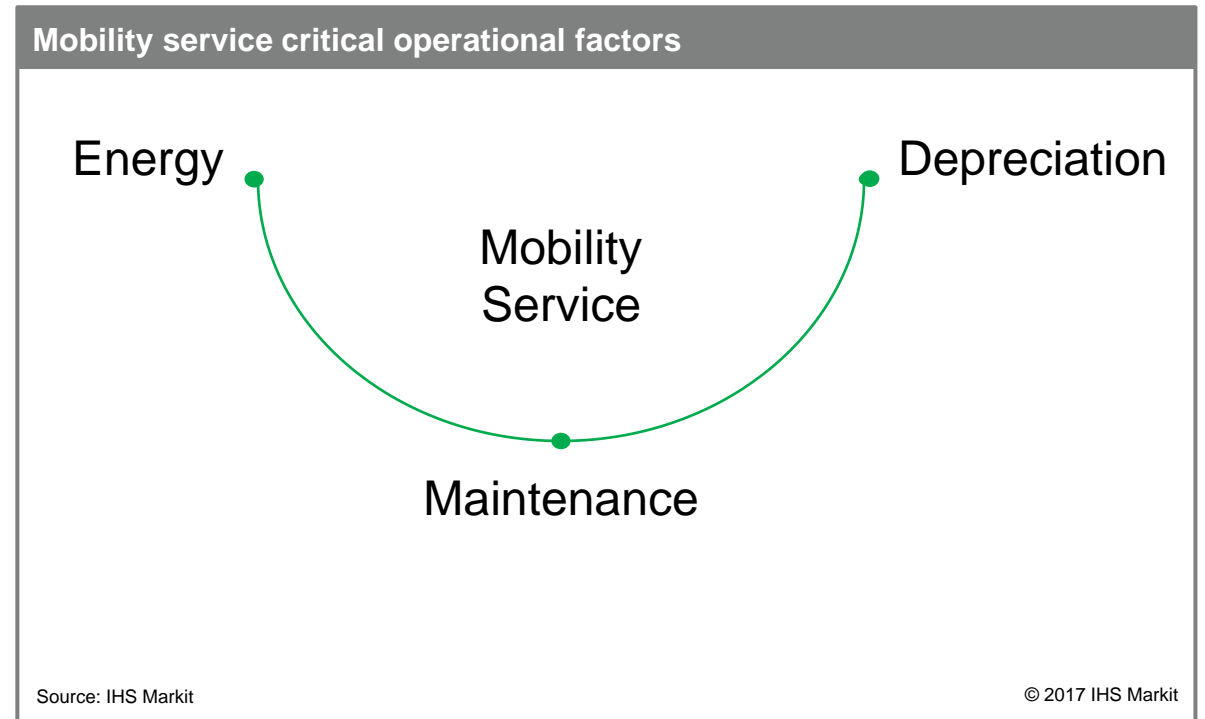 Mobility service critical operational factors
Energy
Depreciation
Mobility
Service
Maintenance
Source: IHS Markit
© 2017 IHS Markit